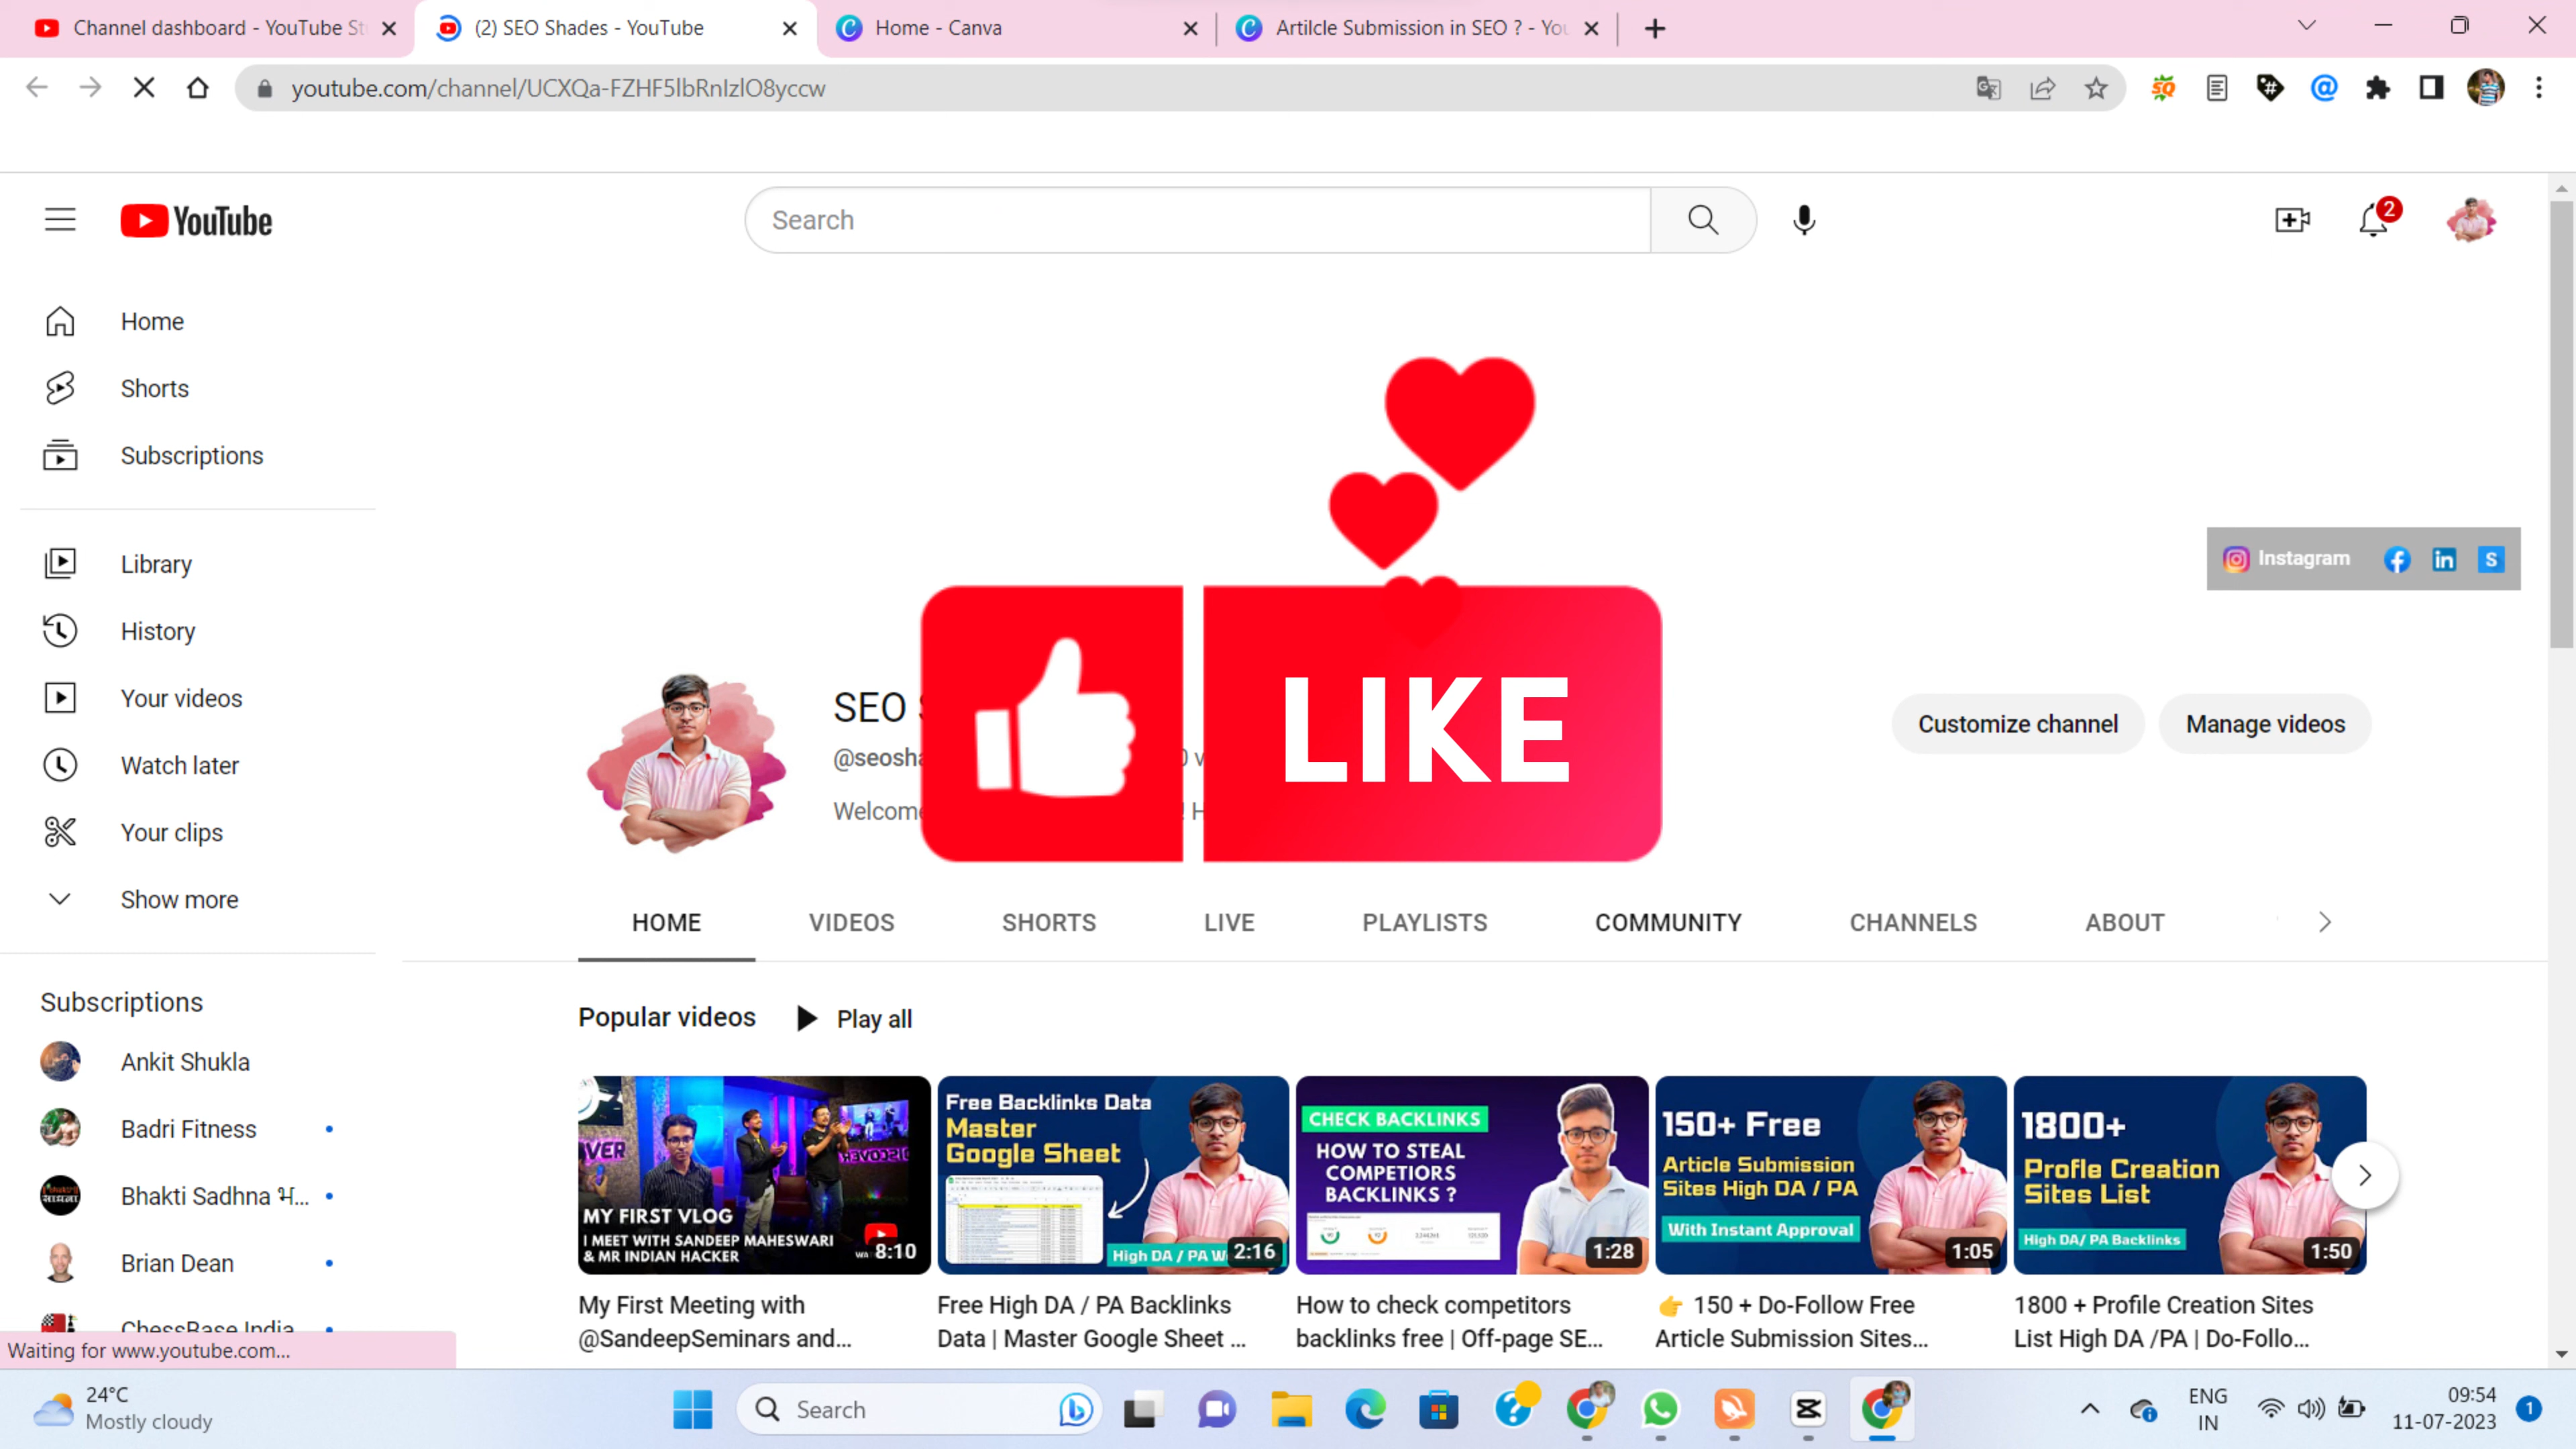 Channel dashboard - YouTube St
(2) SEO Shades - YouTube
Home - Canva
Artilcle Submission in SEO ? - You
youtube.com/channel/UCXQa-FZHF5lbRnIzlO8yccw
YouTube
Search
2
Home
Shorts
Subscriptions
Library
History
Your videos
Watch later
Your clips
Show more
Instagram
SEO
@seosha
Welcome
LIKE
Customize channel
Manage videos
HOME
VIDEOS
SHORTS
LIVE
PLAYLISTS
COMMUNITY
CHANNELS
ABOUT
Subscriptions
Ankit Shukla
Badri Fitness
Bhakti Sadhna भ...
Brian Dean
ChessBase India
Popular videos
Play all
MY FIRST VLOG
I MEET WITH SANDEEP MAHESWARI
& MR INDIAN HACKER
8:10
Free Backlinks Data
Master
Google Sheet
High DA / PA W
2:16
CHECK BACKLINKS
HOW TO STEAL
COMPETIORS
BACKLINKS ?
1:28
150+ Free
Article Submission
Sites High DA / PA
With Instant Approval
1:05
1800+
Profle Creation
Sites List
High DA/ PA Backlinks
1:50
My First Meeting with
@SandeepSeminars and...
Free High DA / PA Backlinks
Data | Master Google Sheet ...
How to check competitors
backlinks free | Off-page SE...
👉 150 + Do-Follow Free
Article Submission Sites...
1800 + Profile Creation Sites
List High DA /PA | Do-Follo...
Waiting for www.youtube.com...
24°C
Mostly cloudy
Search
ENG
IN
09:54
11-07-2023
1